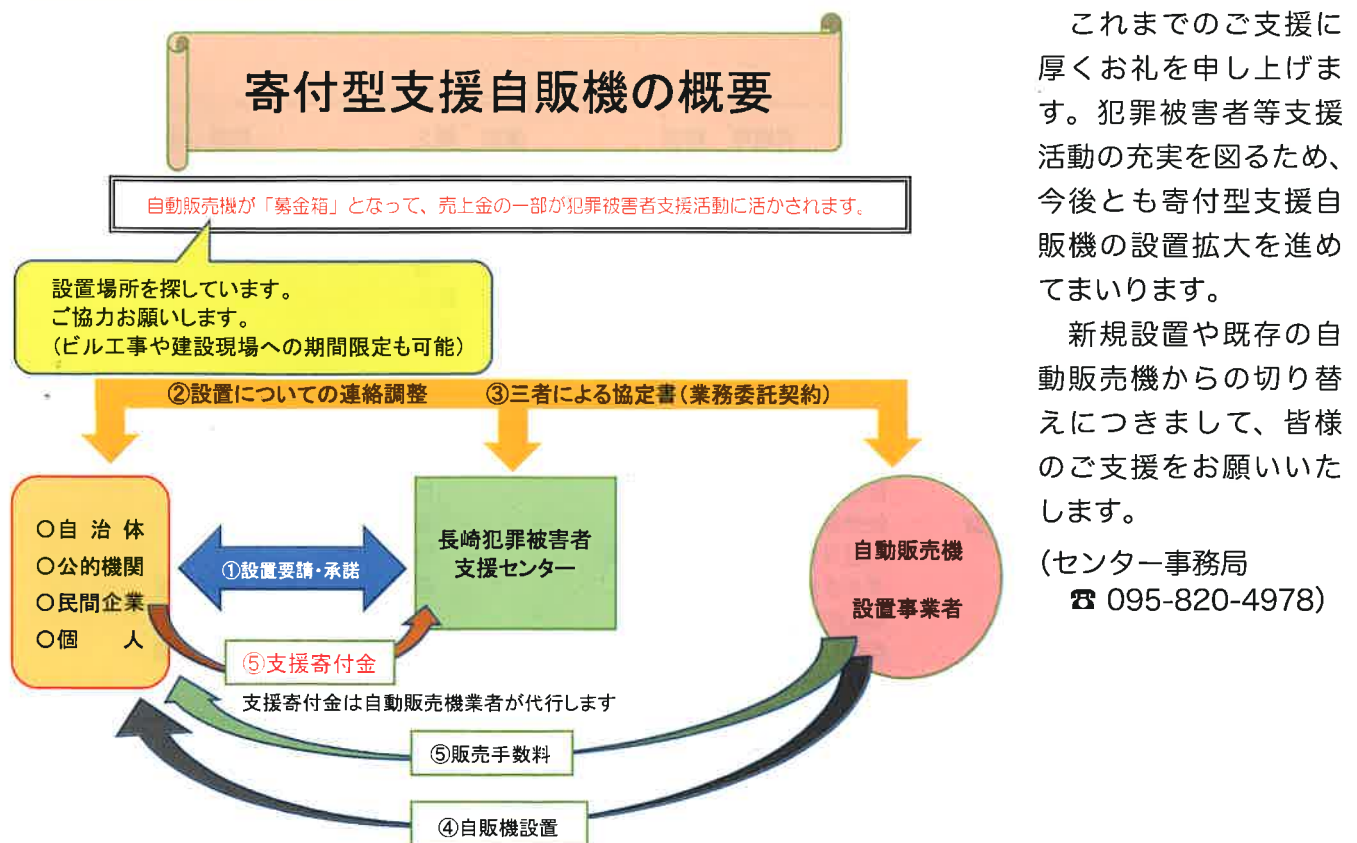 寄付型支援自販機の概要
自動販売機が「募金箱」となって、売上金の一部が犯罪被害者支援活動に活かされます。
設置場所を探しています。
ご協力お願いします。
(ビル工事や建設現場への期間限定も可能)
②設置についての連絡調整
③三者による協定書(業務委託契約)
○自治体
○公的機関
○民間企業
○個 人
①設置要請・承諾
長崎犯罪被害者
支援センター
自動販売機
設置事業者
⑤支援寄付金
支援寄付金は自動販売機業者が代行します
⑤販売手数料
④自販機設置
これまでのご支援に
厚くお礼を申し上げま
す。犯罪被害者等支援
活動の充実を図るため、
今後とも寄付型支援自
販機の設置拡大を進め
てまいります。
新規設置や既存の自
動販売機からの切り替
えにつきまして、皆様
のご支援をお願いいた
します。
(センター事務局
☎ 095-820-4978)